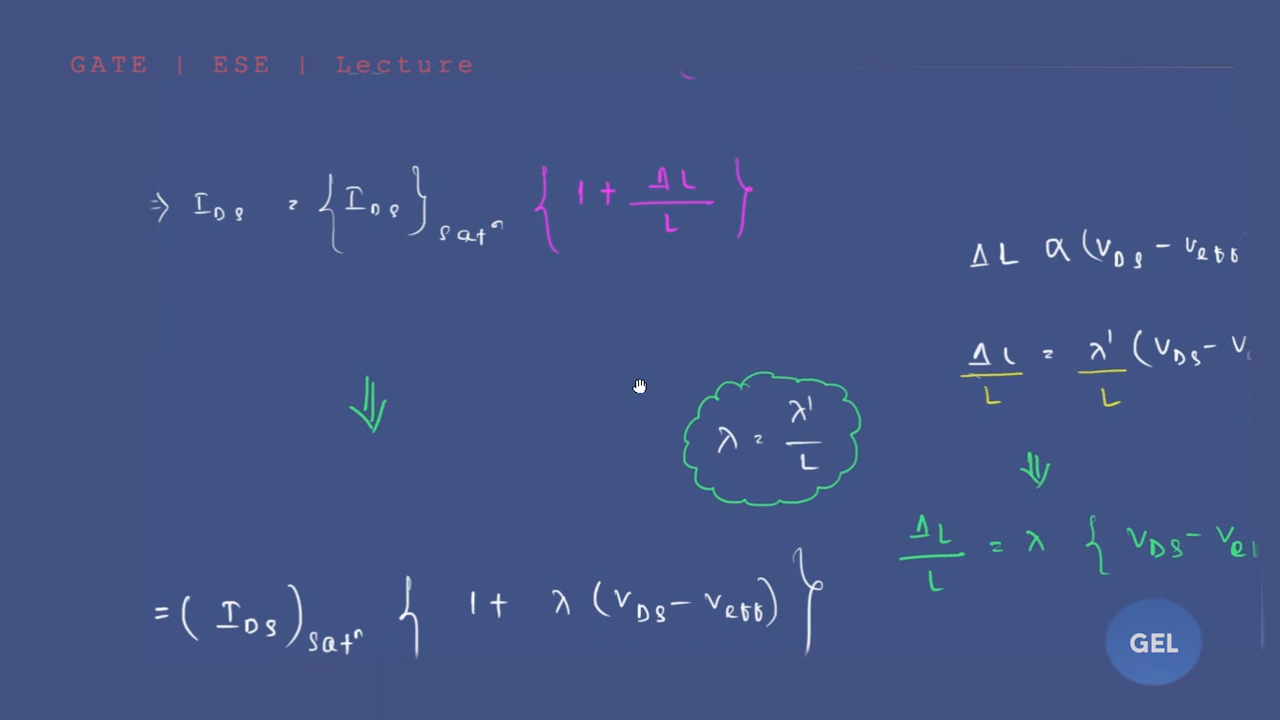 GATE | ESE | Lecture
⇒ I_DS = {I_DS}_satⁿ {1 + ΔL/L}
ΔL α (V_DS − V_eff
ΔL/L = λ'/L (V_DS − V
λ = λ'/L
ΔL/L = λ { V_DS − V_e
= (I_DS)_satⁿ { 1 + λ (V_DS − V_eff) }
GEL